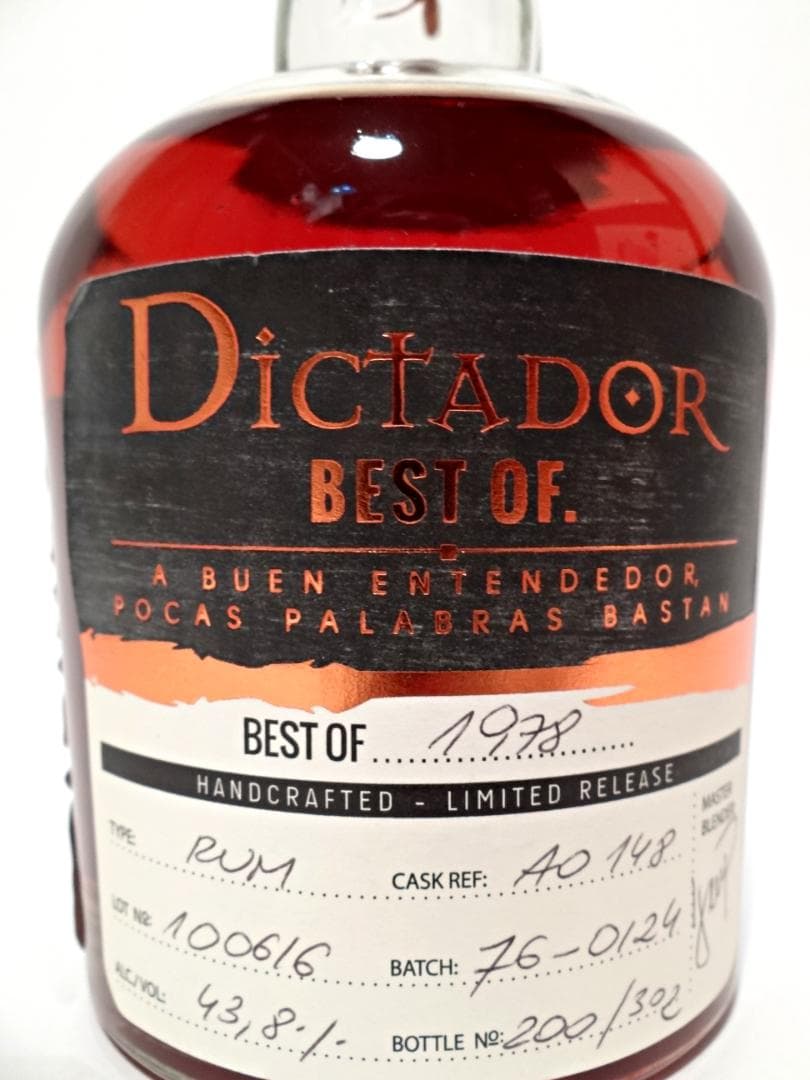 DICTADOR
BEST OF.
A BUEN ENTENDEDOR,
POCAS PALABRAS BASTAN
BEST OF 1978
HANDCRAFTED - LIMITED RELEASE
MASTER
BLENDER
TYPE: RUM CASK REF: AO 148
LOT Nº: 100616 BATCH: 76-0124
ALC/VOL: 43,8·/· BOTTLE Nº: 200/302